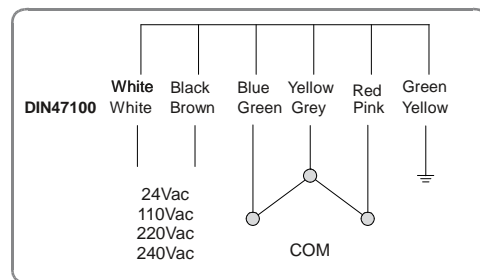 White Black Blue Yellow Red Green
DIN47100 White Brown Green Grey Pink Yellow
24Vac
110Vac
220Vac
240Vac
COM